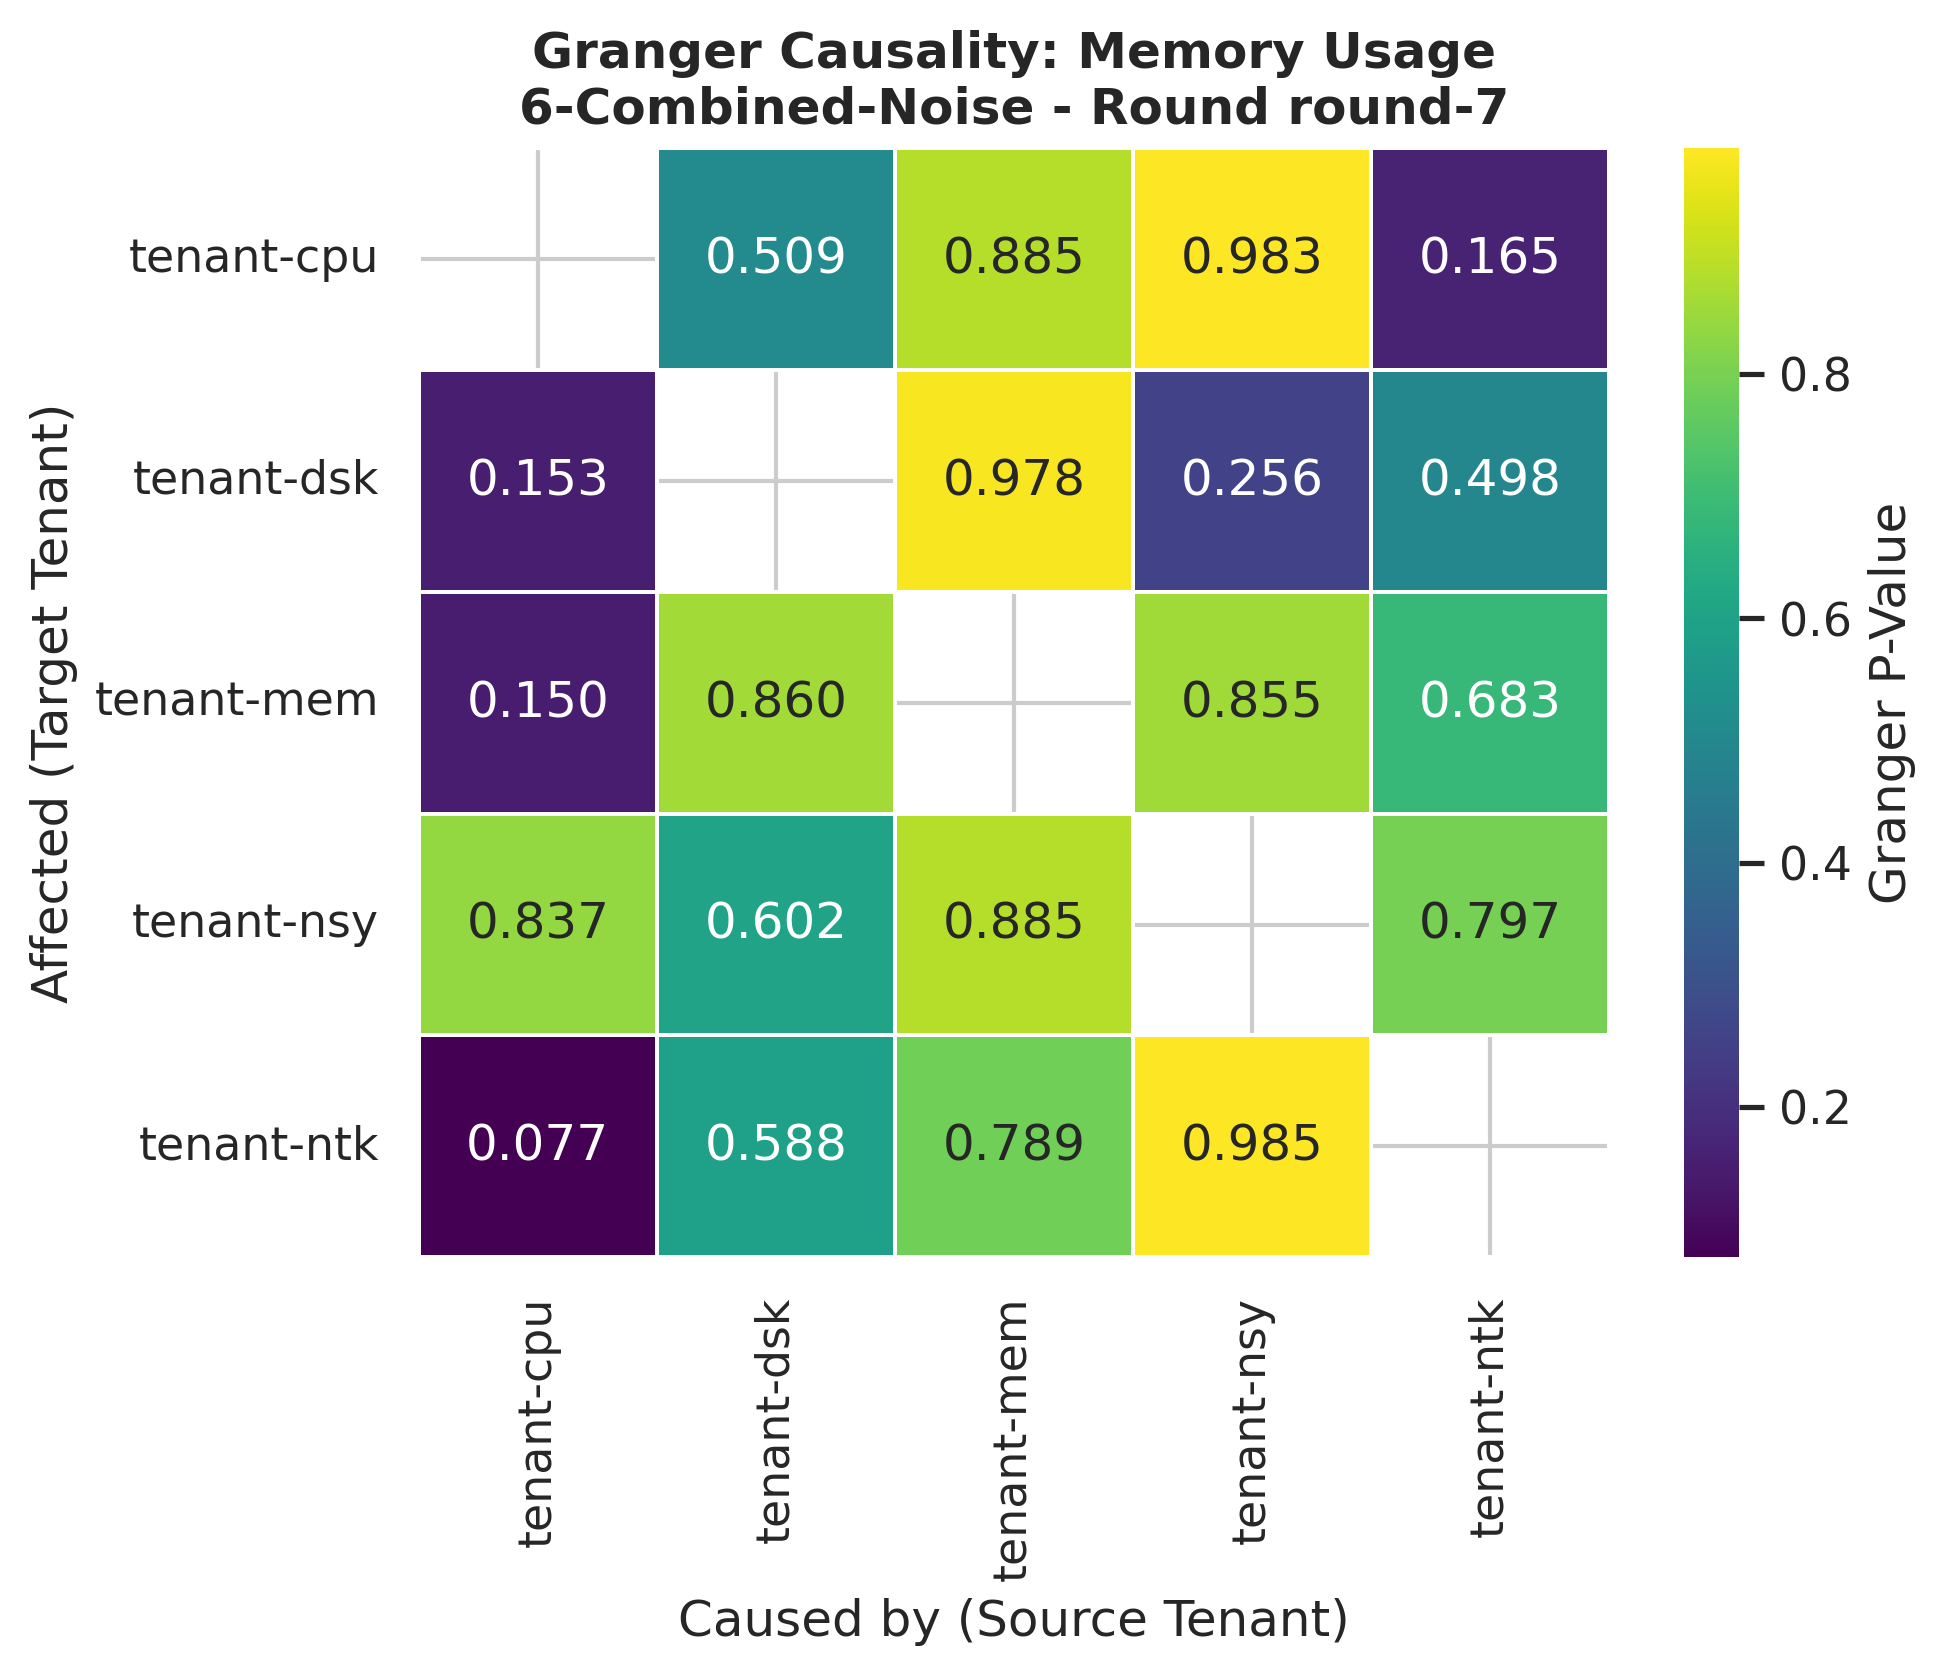 Granger Causality: Memory Usage
6-Combined-Noise - Round round-7
Affected (Target Tenant)
tenant-cpu 0.509 0.885 0.983 0.165
tenant-dsk 0.153 0.978 0.256 0.498
tenant-mem 0.150 0.860 0.855 0.683
tenant-nsy 0.837 0.602 0.885 0.797
tenant-ntk 0.077 0.588 0.789 0.985
tenant-cpu
tenant-dsk
tenant-mem
tenant-nsy
tenant-ntk
Caused by (Source Tenant)
0.8
0.6
0.4
0.2
Granger P-Value